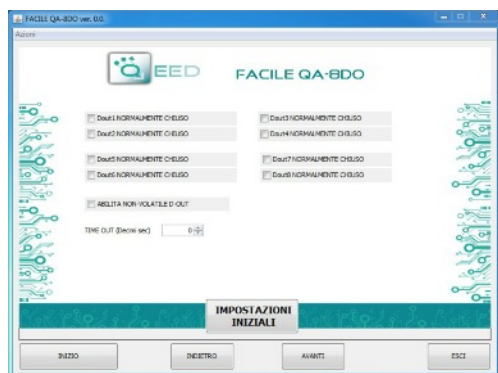 FACILE QA-8DO ver. 0.0.
Azioni
QEED
FACILE QA-8DO
Dout1 NORMALMENTE CHIUSO
Dout3 NORMALMENTE CHIUSO
Dout2 NORMALMENTE CHIUSO
Dout4 NORMALMENTE CHIUSO
Dout5 NORMALMENTE CHIUSO
Dout7 NORMALMENTE CHIUSO
Dout6 NORMALMENTE CHIUSO
Dout8 NORMALMENTE CHIUSO
ABILITA NON-VOLATILE D-OUT
TIME OUT (Decimi sec)
0
IMPOSTAZIONI
INIZIALI
INIZIO
INDIETRO
AVANTI
ESCI